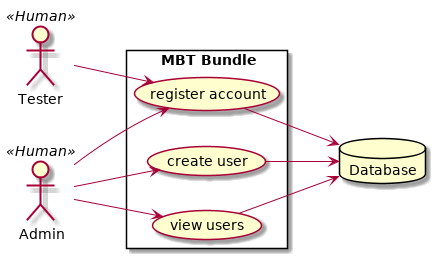 «Human»
Tester
«Human»
Admin
MBT Bundle
register account
create user
view users
Database